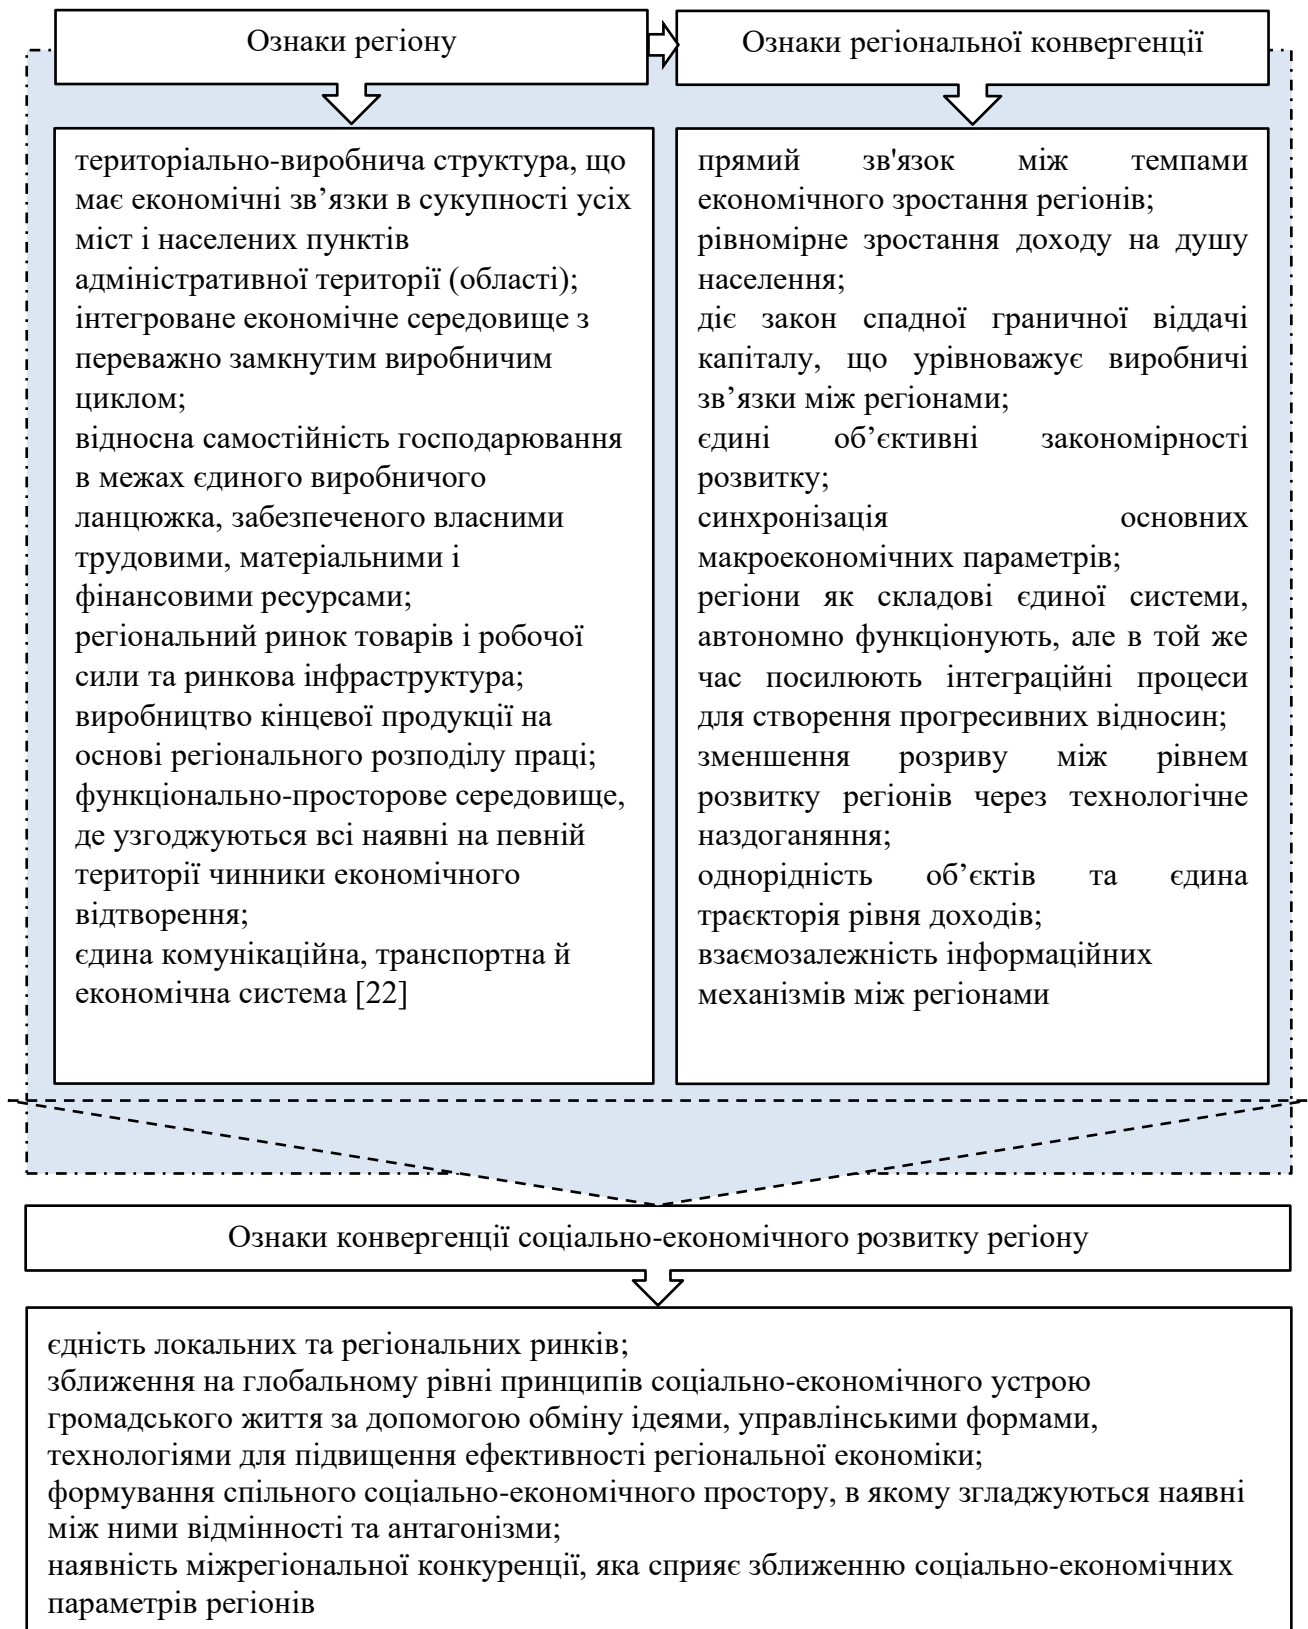 Ознаки регіону
Ознаки регіональної конвергенції
територіально-виробнича структура, що
має економічні зв’язки в сукупності усіх
міст і населених пунктів
адміністративної території (області);
інтегроване економічне середовище з
переважно замкнутим виробничим
циклом;
відносна самостійність господарювання
в межах єдиного виробничого
ланцюжка, забезпеченого власними
трудовими, матеріальними і
фінансовими ресурсами;
регіональний ринок товарів і робочої
сили та ринкова інфраструктура;
виробництво кінцевої продукції на
основі регіонального розподілу праці;
функціонально-просторове середовище,
де узгоджуються всі наявні на певній
території чинники економічного
відтворення;
єдина комунікаційна, транспортна й
економічна система [22]
прямий зв'язок між темпами
економічного зростання регіонів;
рівномірне зростання доходу на душу
населення;
діє закон спадної граничної віддачі
капіталу, що урівноважує виробничі
зв’язки між регіонами;
єдині об’єктивні закономірності
розвитку;
синхронізація основних
макроекономічних параметрів;
регіони як складові єдиної системи,
автономно функціонують, але в той же
час посилюють інтеграційні процеси
для створення прогресивних відносин;
зменшення розриву між рівнем
розвитку регіонів через технологічне
наздоганяння;
однорідність об’єктів та єдина
траєкторія рівня доходів;
взаємозалежність інформаційних
механізмів між регіонами
Ознаки конвергенції соціально-економічного розвитку регіону
єдність локальних та регіональних ринків;
зближення на глобальному рівні принципів соціально-економічного устрою
громадського життя за допомогою обміну ідеями, управлінськими формами,
технологіями для підвищення ефективності регіональної економіки;
формування спільного соціально-економічного простору, в якому згладжуються наявні
між ними відмінності та антагонізми;
наявність міжрегіональної конкуренції, яка сприяє зближенню соціально-економічних
параметрів регіонів